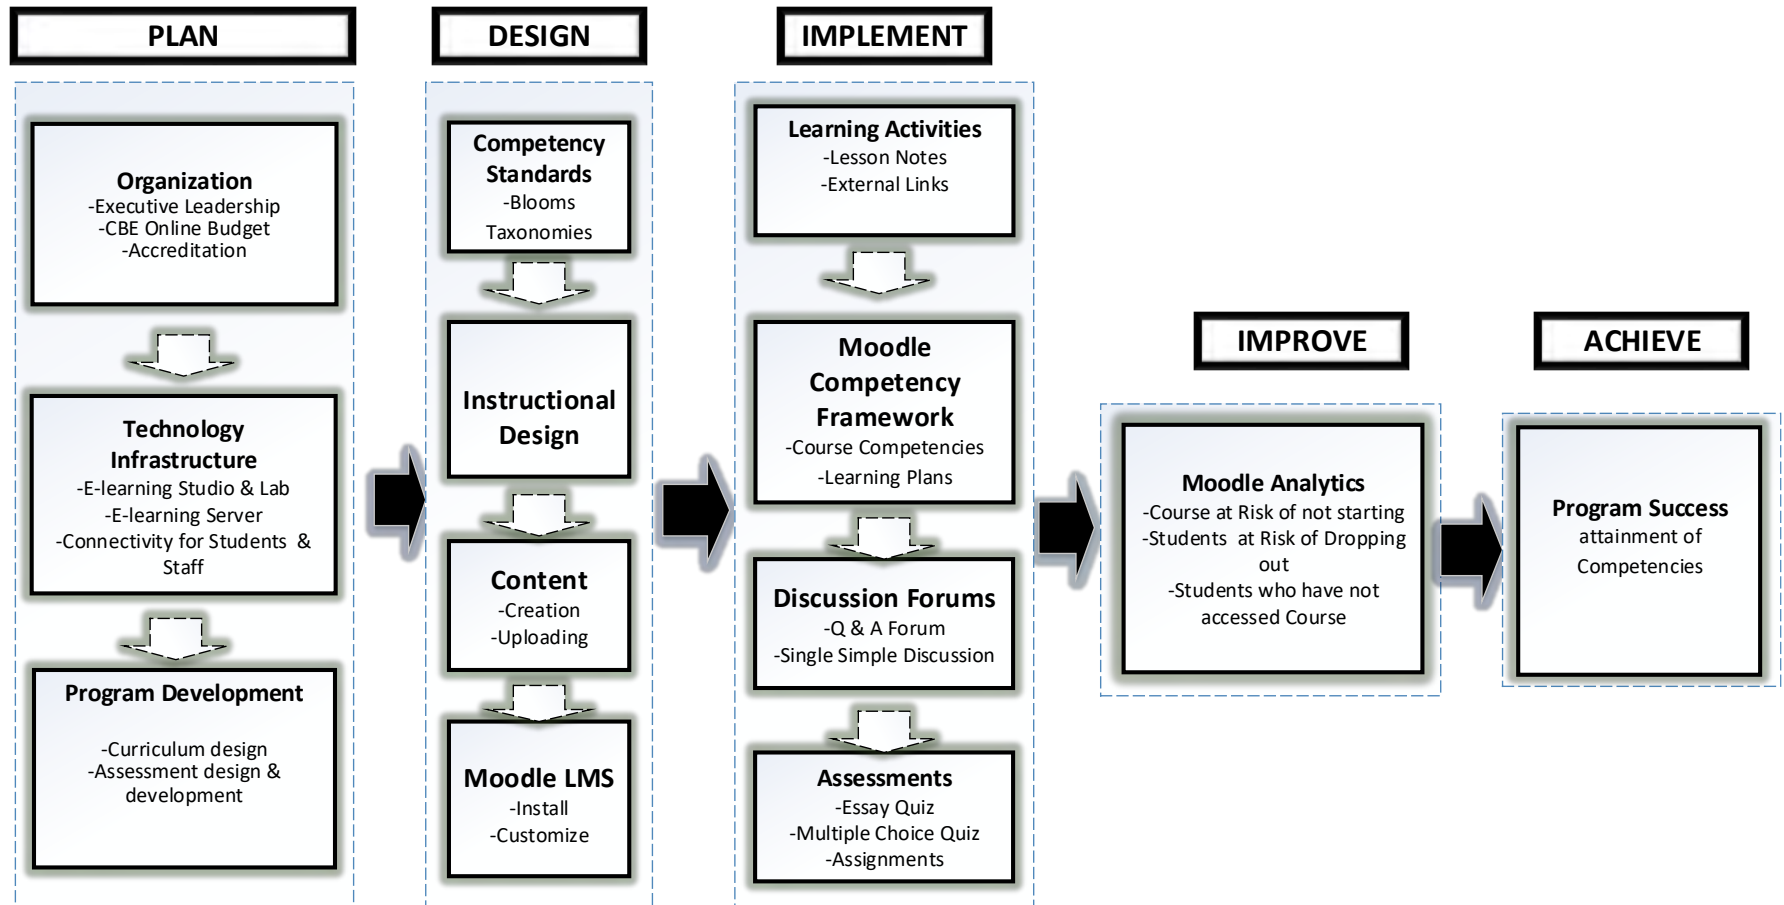 PLAN
Organization
-Executive Leadership
-CBE Online Budget
-Accreditation
Technology
Infrastructure
-E-learning Studio & Lab
-E-learning Server
-Connectivity for Students &
Staff
Program Development
-Curriculum design
-Assessment design &
development
DESIGN
Competency
Standards
-Blooms
Taxonomies
Instructional
Design
Content
-Creation
-Uploading
Moodle LMS
-Install
-Customize
IMPLEMENT
Learning Activities
-Lesson Notes
-External Links
Moodle
Competency
Framework
-Course Competencies
-Learning Plans
Discussion Forums
-Q & A Forum
-Single Simple Discussion
Assessments
-Essay Quiz
-Multiple Choice Quiz
-Assignments
IMPROVE
Moodle Analytics
-Course at Risk of not starting
-Students at Risk of Dropping
out
-Students who have not
accessed Course
ACHIEVE
Program Success
attainment of
Competencies